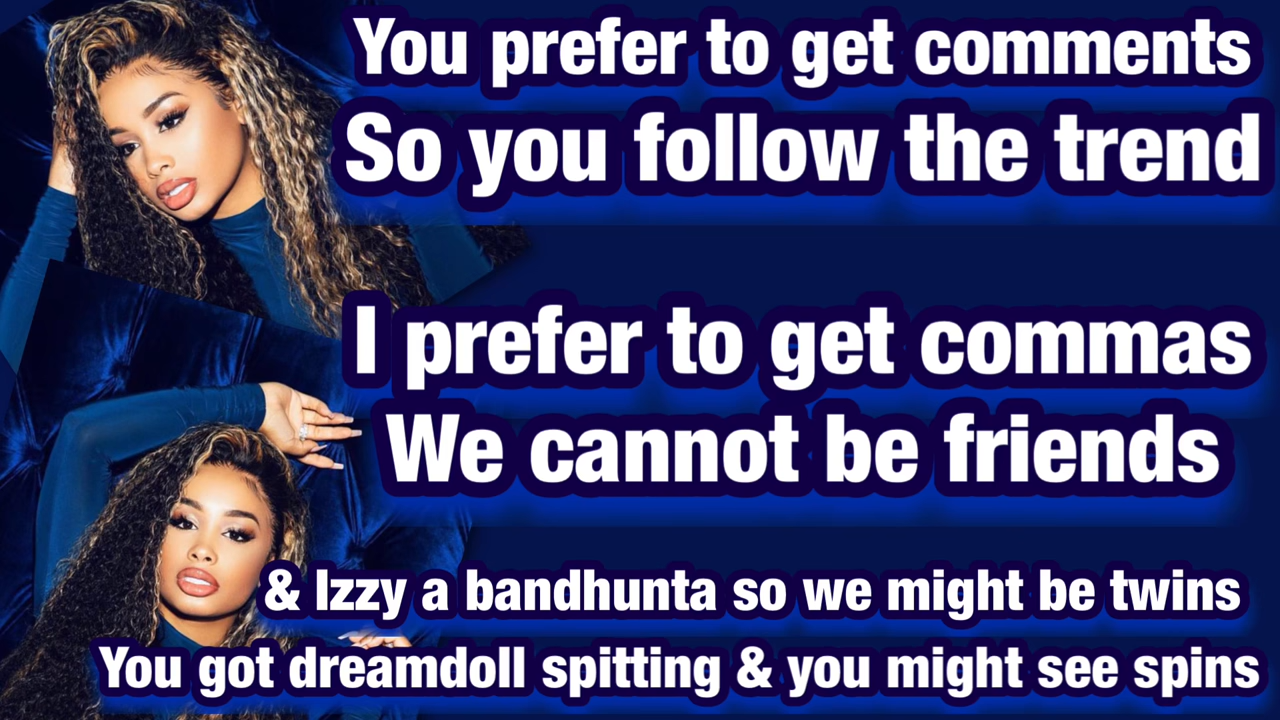 You prefer to get comments
So you follow the trend
I prefer to get commas
We cannot be friends
& Izzy a bandhunta so we might be twins
You got dreamdoll spitting & you might see spins